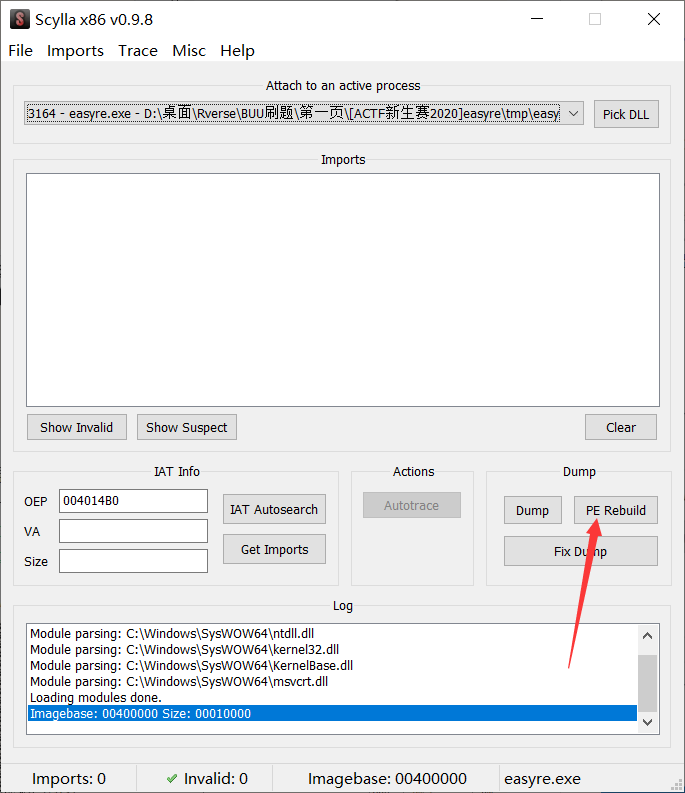 Scylla x86 v0.9.8
File Imports Trace Misc Help
Attach to an active process
3164 - easyre.exe - D:\桌面\Rverse\BUU刷题\第一页\[ACTF新生赛2020]easyre\tmp\easy
Pick DLL
Imports
Show Invalid Show Suspect Clear
IAT Info
OEP 004014B0
VA
Size
IAT Autosearch
Get Imports
Actions
Autotrace
Dump
Dump PE Rebuild
Fix Dump
Log
Module parsing: C:\Windows\SysWOW64\ntdll.dll
Module parsing: C:\Windows\SysWOW64\kernel32.dll
Module parsing: C:\Windows\SysWOW64\KernelBase.dll
Module parsing: C:\Windows\SysWOW64\msvcrt.dll
Loading modules done.
Imagebase: 00400000 Size: 00010000
Imports: 0 Invalid: 0 Imagebase: 00400000 easyre.exe